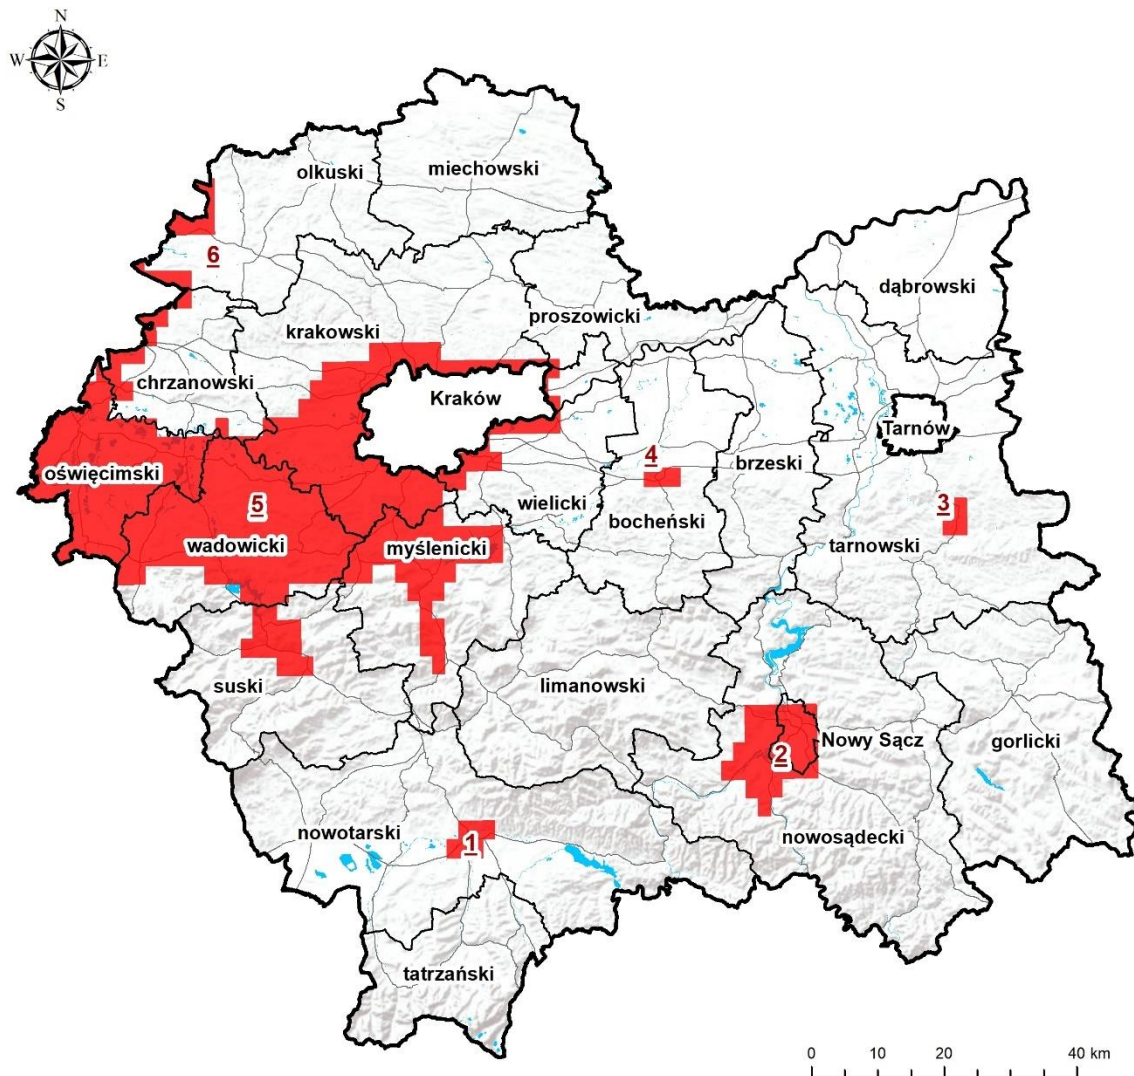 N
W E
S
miechowski
olkuski
6
dąbrowski
proszowicki
krakowski
chrzanowski
Kraków
Tarnów
4
oświęcimski
brzeski
5
wielicki
3
bocheński
wadowicki
myślenicki
tarnowski
suski
limanowski
Nowy Sącz
gorlicki
2
nowotarski
1
nowosądecki
tatrzański
0 10 20 40 km